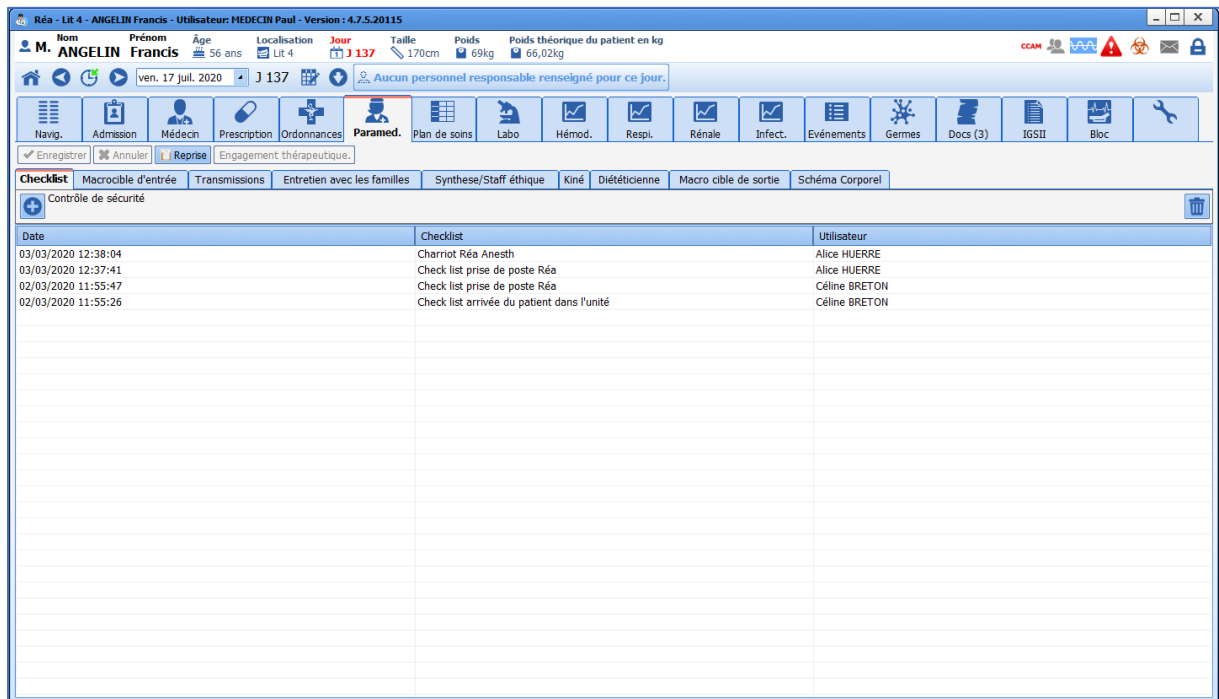 Réa - Lit 4 - ANGELIN Francis - Utilisateur: MEDECIN Paul - Version : 4.7.5.20115
Nom Prénom Âge Localisation Jour Taille Poids Poids théorique du patient en kg
M. ANGELIN Francis 56 ans Lit 4 J 137 170cm 69kg 66,02kg
CCAM
ven. 17 juil. 2020 J 137 Aucun personnel responsable renseigné pour ce jour.
Navig. Admission Médecin Prescription Ordonnances Paramed. Plan de soins Labo Hémod. Respi. Rénale Infect. Evénements Germes Docs (3) IGSII Bloc
Enregistrer Annuler Reprise Engagement thérapeutique.
Checklist Macrocible d'entrée Transmissions Entretien avec les familles Synthese/Staff éthique Kiné Diététicienne Macro cible de sortie Schéma Corporel
Contrôle de sécurité
Date Checklist Utilisateur
03/03/2020 12:38:04 Charriot Réa Anesth Alice HUERRE
03/03/2020 12:37:41 Check list prise de poste Réa Alice HUERRE
02/03/2020 11:55:47 Check list prise de poste Réa Céline BRETON
02/03/2020 11:55:26 Check list arrivée du patient dans l'unité Céline BRETON